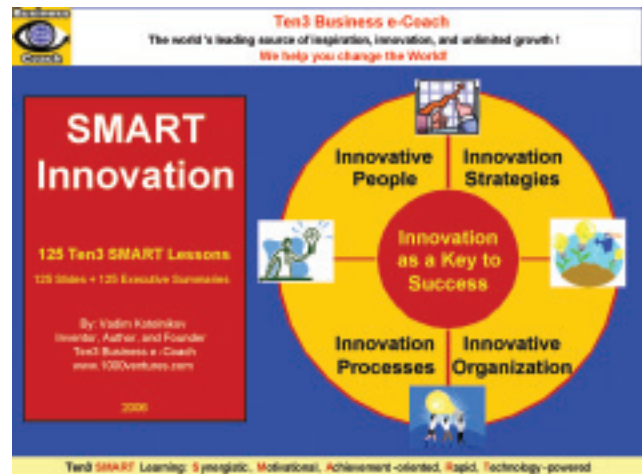 Business
Coach
Ten3 Business e-Coach
The world's leading source of inspiration, innovation, and unlimited growth !
We help you change the World!
SMART
Innovation
125 Ten3 SMART Lessons
125 Slides + 125 Executive Summaries
By: Vadim Kotelnikov
Inventor, Author, and Founder
Ten3 Business e-Coach
www.1000ventures.com
2006
Innovative
People
Innovation
Strategies
Innovation
as a Key to
Success
Innovation
Processes
Innovative
Organization
Ten3 SMART Learning: Synergistic, Motivational, Achievement-oriented, Rapid, Technology-powered